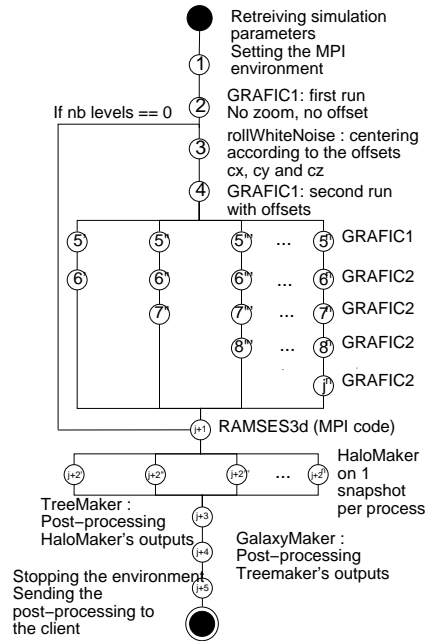 Retreiving simulation
parameters
Setting the MPI
environment
1
GRAFIC1: first run
No zoom, no offset
2
If nb levels == 0
rollWhiteNoise : centering
according to the offsets
cx, cy and cz
3
4
GRAFIC1: second run
with offsets
5' 5'' 5''' ... 5n GRAFIC1
6' 6'' 6''' ... 6n GRAFIC2
7'' 7''' ... 7n GRAFIC2
8''' ... 8n GRAFIC2
jn GRAFIC2
j+1 RAMSES3d (MPI code)
j+2' j+2'' j+2''' ... j+2n
HaloMaker
on 1
snapshot
per process
TreeMaker :
Post−processing
HaloMaker's outputs
j+3
j+4
GalaxyMaker :
Post−processing
Treemaker's outputs
j+5
Stopping the environment
Sending the
post−processing to
the client